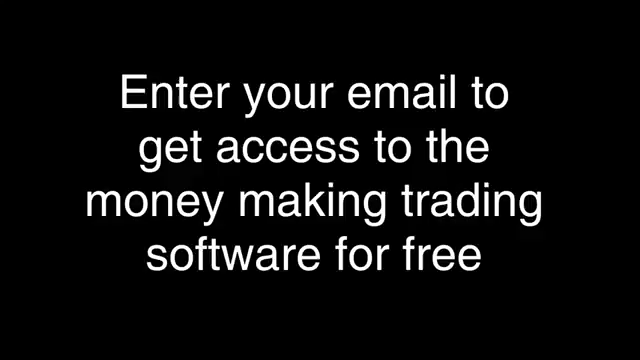 Enter your email to
get access to the
money making trading
software for free